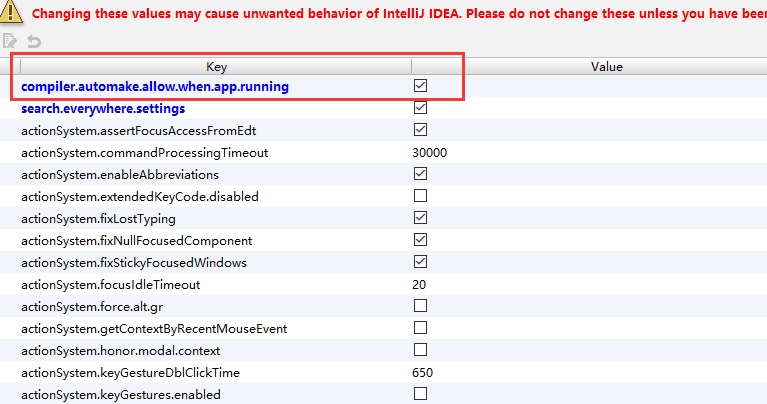 Changing these values may cause unwanted behavior of IntelliJ IDEA. Please do not change these unless you have been
Key Value
compiler.automake.allow.when.app.running
search.everywhere.settings
actionSystem.assertFocusAccessFromEdt
actionSystem.commandProcessingTimeout 30000
actionSystem.enableAbbreviations
actionSystem.extendedKeyCode.disabled
actionSystem.fixLostTyping
actionSystem.fixNullFocusedComponent
actionSystem.fixStickyFocusedWindows
actionSystem.focusIdleTimeout 20
actionSystem.force.alt.gr
actionSystem.getContextByRecentMouseEvent
actionSystem.honor.modal.context
actionSystem.keyGestureDblClickTime 650
actionSystem.keyGestures.enabled